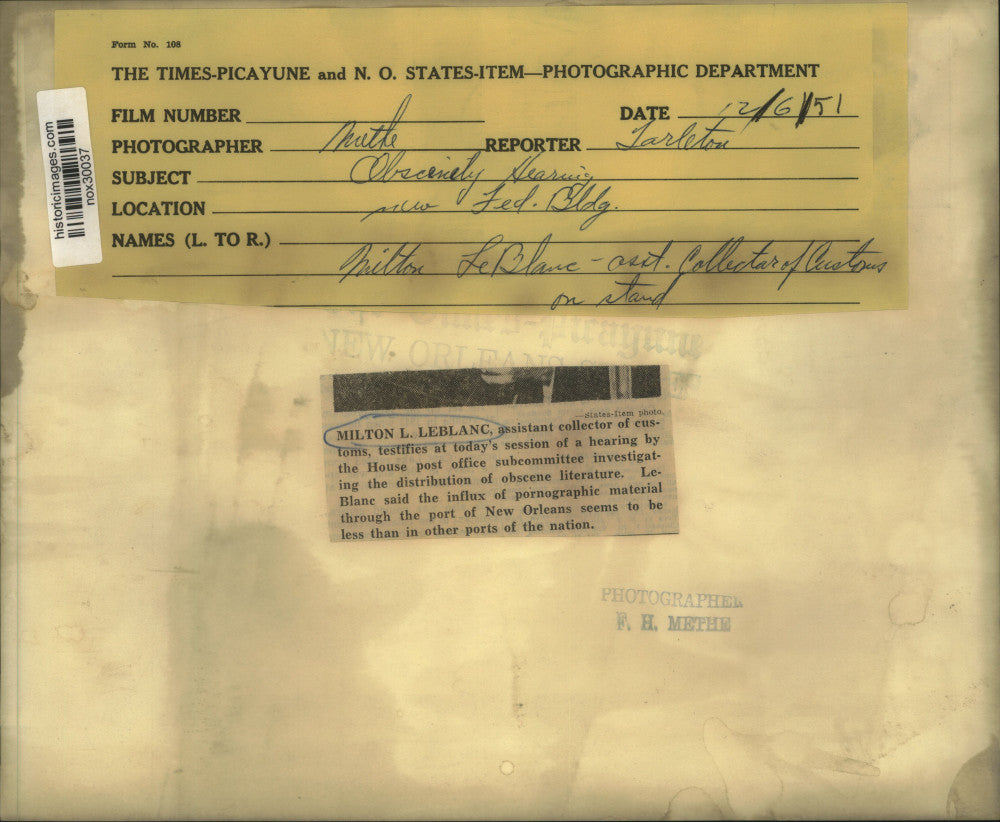 Form No. 108
THE TIMES-PICAYUNE and N. O. STATES-ITEM—PHOTOGRAPHIC DEPARTMENT
FILM NUMBER
DATE 12/6/51
PHOTOGRAPHER Methe REPORTER Tarleton
SUBJECT Obscenity Hearing
LOCATION new Fed. Bldg.
NAMES (L. TO R.)
Milton LeBlanc - asst. Collector of Customs
on stand
historicimages.com
nox30037
Times-Picayune
NEW ORLEANS
—States-Item photo.
MILTON L. LEBLANC, assistant collector of cus-
toms, testifies at today's session of a hearing by
the House post office subcommittee investigat-
ing the distribution of obscene literature. Le-
Blanc said the influx of pornographic material
through the port of New Orleans seems to be
less than in other ports of the nation.
PHOTOGRAPHER
F. H. METHE